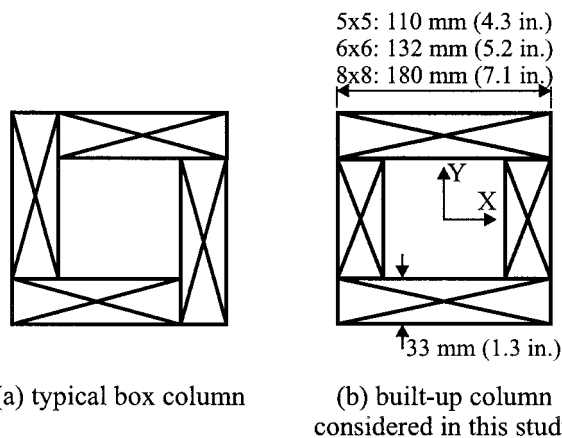 5x5: 110 mm (4.3 in.)
6x6: 132 mm (5.2 in.)
8x8: 180 mm (7.1 in.)
Y
X
33 mm (1.3 in.)
a) typical box column
(b) built-up column
considered in this stud